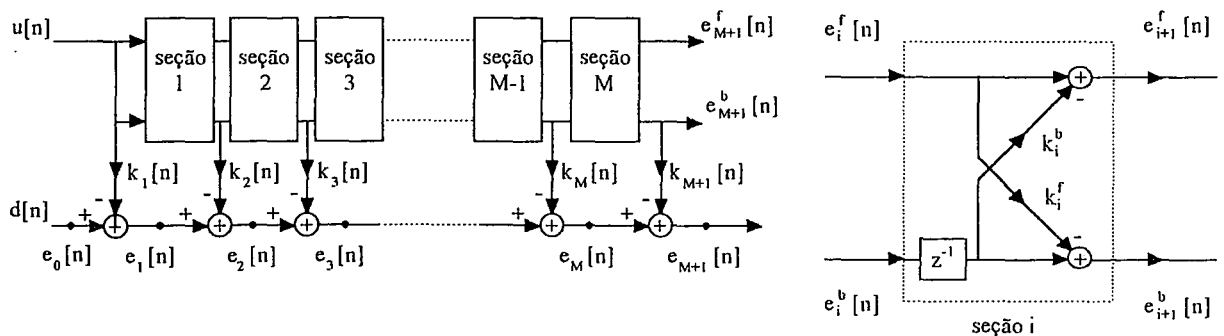 u[n]
seção 1
seção 2
seção 3
seção M-1
seção M
e^f_{M+1}[n]
e^b_{M+1}[n]
k_1[n]
k_2[n]
k_3[n]
k_M[n]
k_{M+1}[n]
- - - - -
d[n]
+ + + + +
+ + + + +
e_0[n]
e_1[n]
e_2[n]
e_3[n]
e_M[n]
e_{M+1}[n]
e^f_i[n]
e^f_{i+1}[n]
+
-
k^b_i
k^f_i
-
z^{-1}
+
e^b_i[n]
e^b_{i+1}[n]
seção i